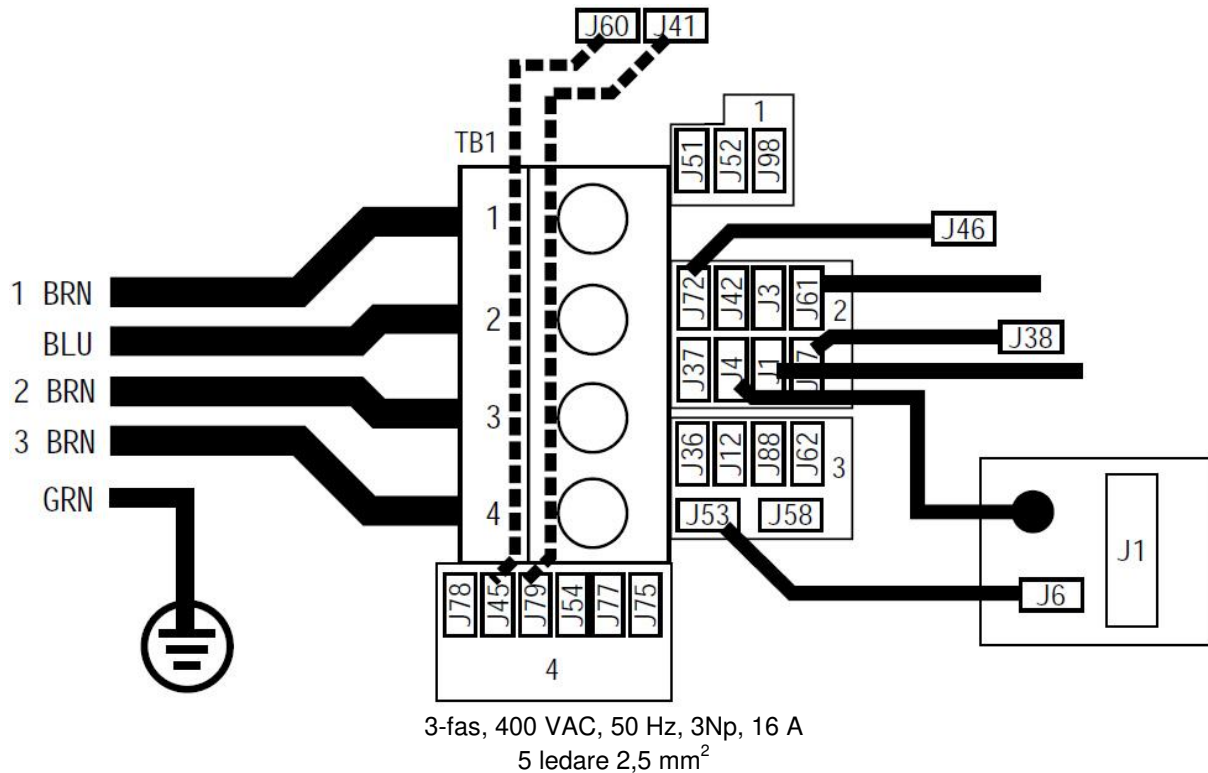 J60 J41
1
TB1
J51 J52 J98
1
J46
1 BRN
J72 J42 J3 J61
2
BLU
2
J38
J37 J4 J1
2 BRN
3
3 BRN
J36 J12 J88 J62
3
GRN
4
J53 J58
J1
J6
J78 J45 J79 J54 J77 J75
4
3-fas, 400 VAC, 50 Hz, 3Np, 16 A
5 ledare 2,5 mm²